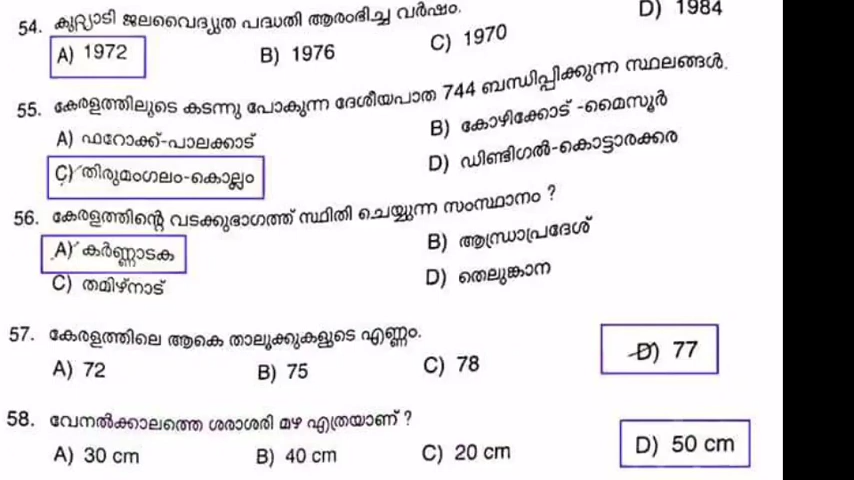 54. കുറ്റ്യാടി ജലവൈദ്യുത പദ്ധതി ആരംഭിച്ച വർഷം.
A) 1972 B) 1976 C) 1970 D) 1984
55. കേരളത്തിലൂടെ കടന്നു പോകുന്ന ദേശീയപാത 744 ബന്ധിപ്പിക്കുന്ന സ്ഥലങ്ങൾ.
A) ഫറോക്ക്-പാലക്കാട് B) കോഴിക്കോട് -മൈസൂർ
C) തിരുമംഗലം-കൊല്ലം D) ഡിണ്ടിഗൽ-കൊട്ടാരക്കര
56. കേരളത്തിന്റെ വടക്കുഭാഗത്ത് സ്ഥിതി ചെയ്യുന്ന സംസ്ഥാനം ?
A) കർണ്ണാടക B) ആന്ധ്രാപ്രദേശ്
C) തമിഴ്നാട് D) തെലുങ്കാന
57. കേരളത്തിലെ ആകെ താലൂക്കുകളുടെ എണ്ണം.
A) 72 B) 75 C) 78 D) 77
58. വേനൽക്കാലത്തെ ശരാശരി മഴ എത്രയാണ് ?
A) 30 cm B) 40 cm C) 20 cm D) 50 cm